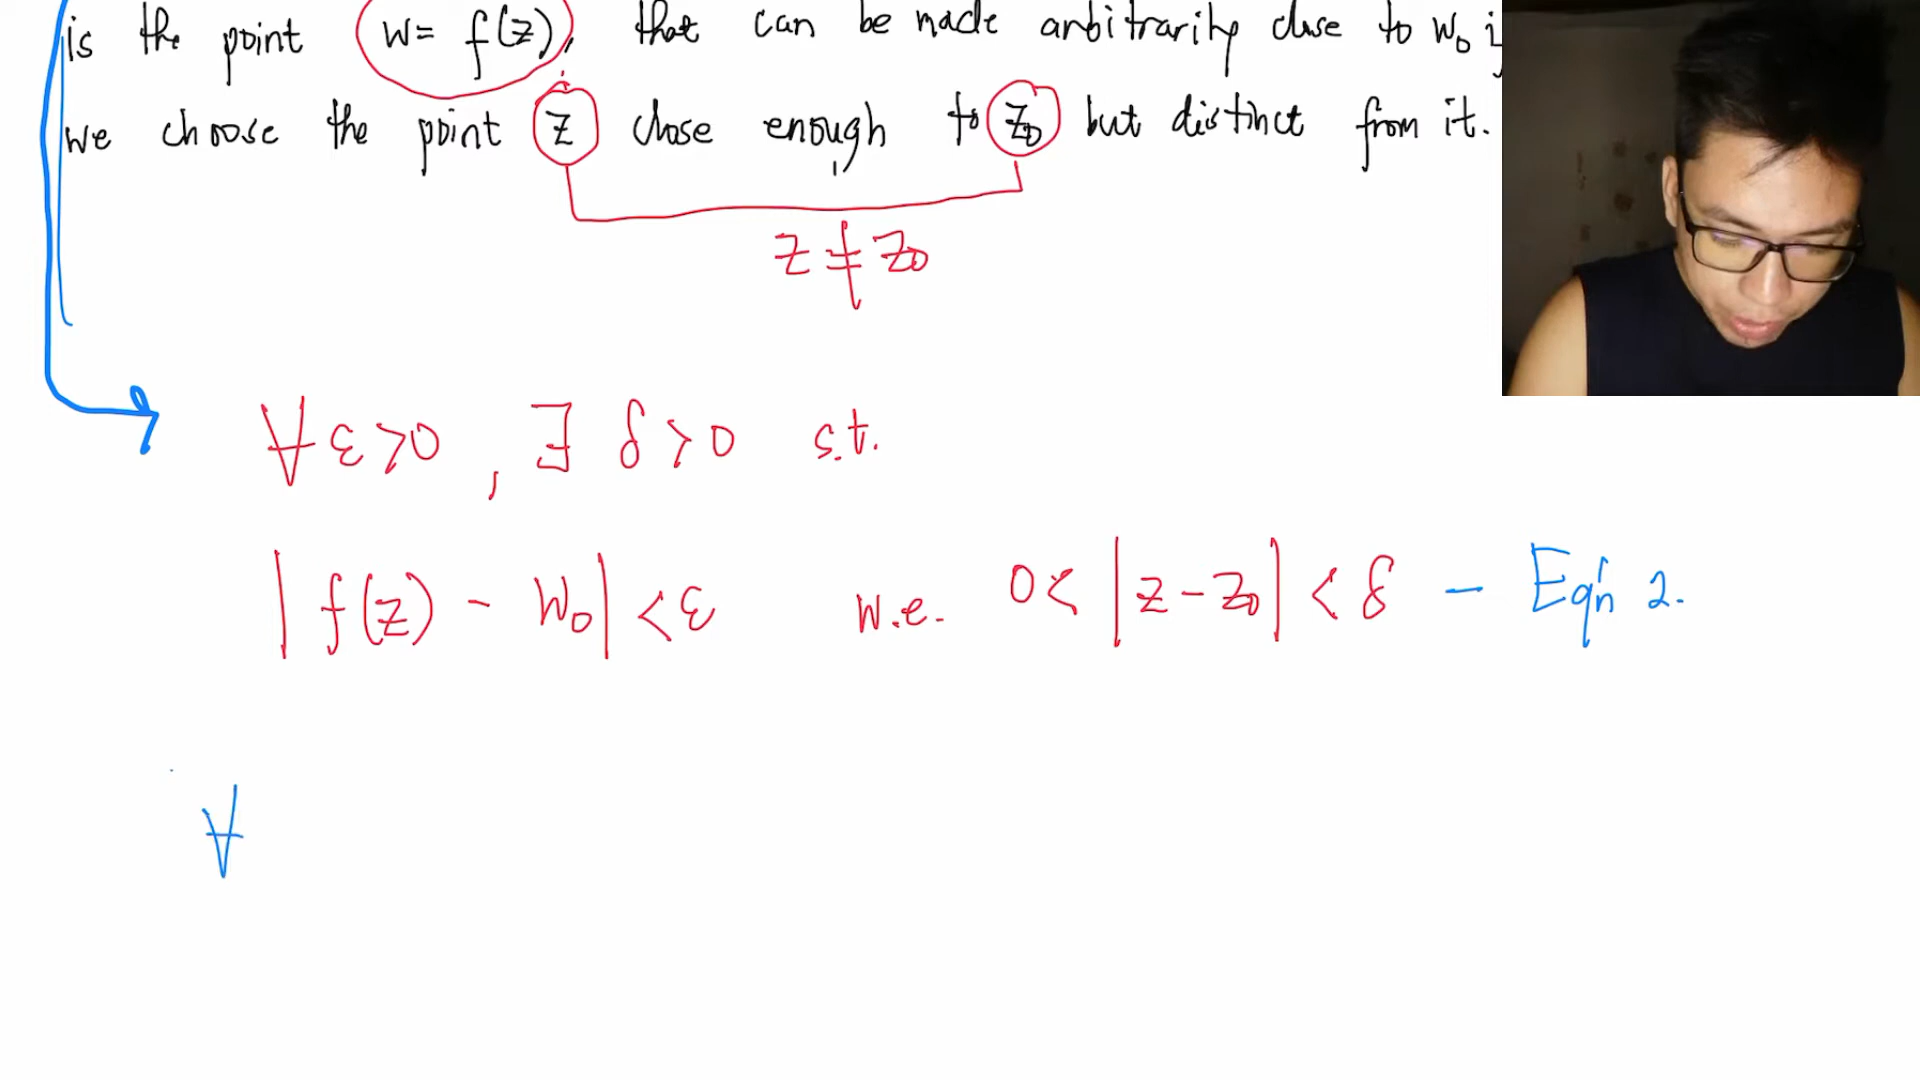 is the point w= f(z), that can be made arbitrarity close to w₀
we choose the point z close enough to z₀ but distinct from it.
z ≠ z₀
∀ ε>0 , ∃ δ>0 s.t.
| f(z) - w₀| <ε w.e. 0< |z-z₀| < δ - Eqn 2.
∀